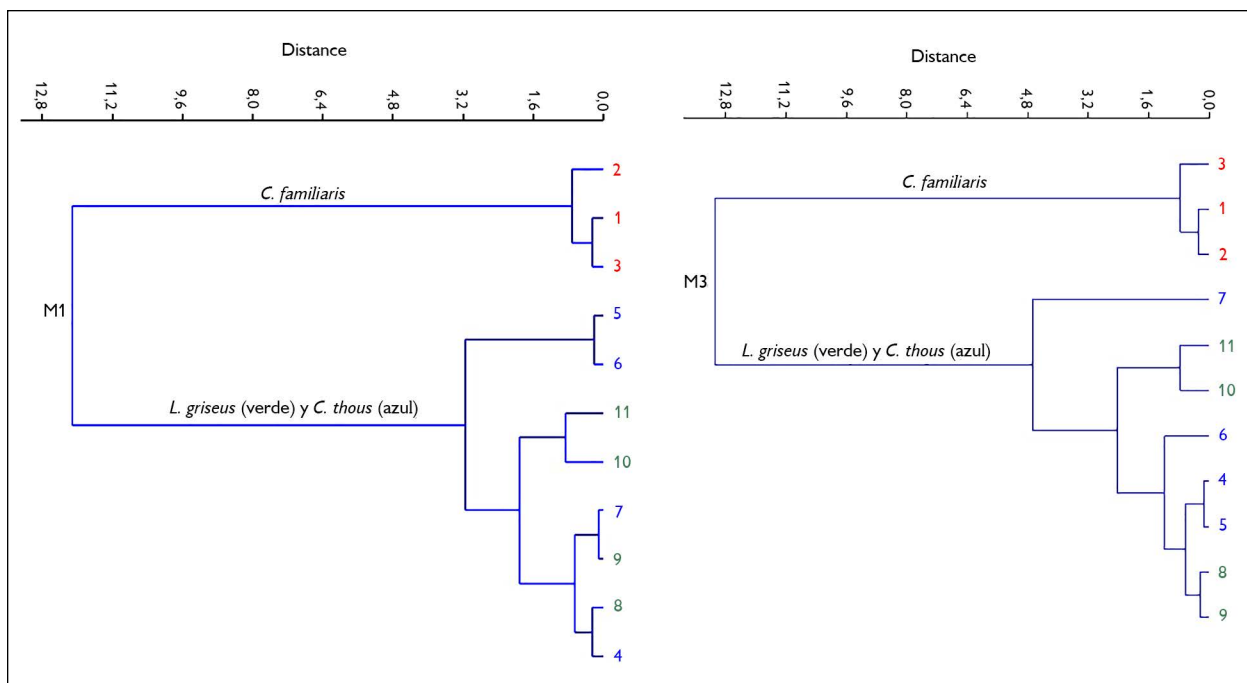 Distance
12,8 11,2 9,6 8,0 6,4 4,8 3,2 1,6 0,0
2
C. familiaris
1
3
M1
5
6
L. griseus (verde) y C. thous (azul)
11
10
7
9
8
4
Distance
12,8 11,2 9,6 8,0 6,4 4,8 3,2 1,6 0,0
3
C. familiaris
1
2
M3
7
L. griseus (verde) y C. thous (azul)
11
10
6
4
5
8
9